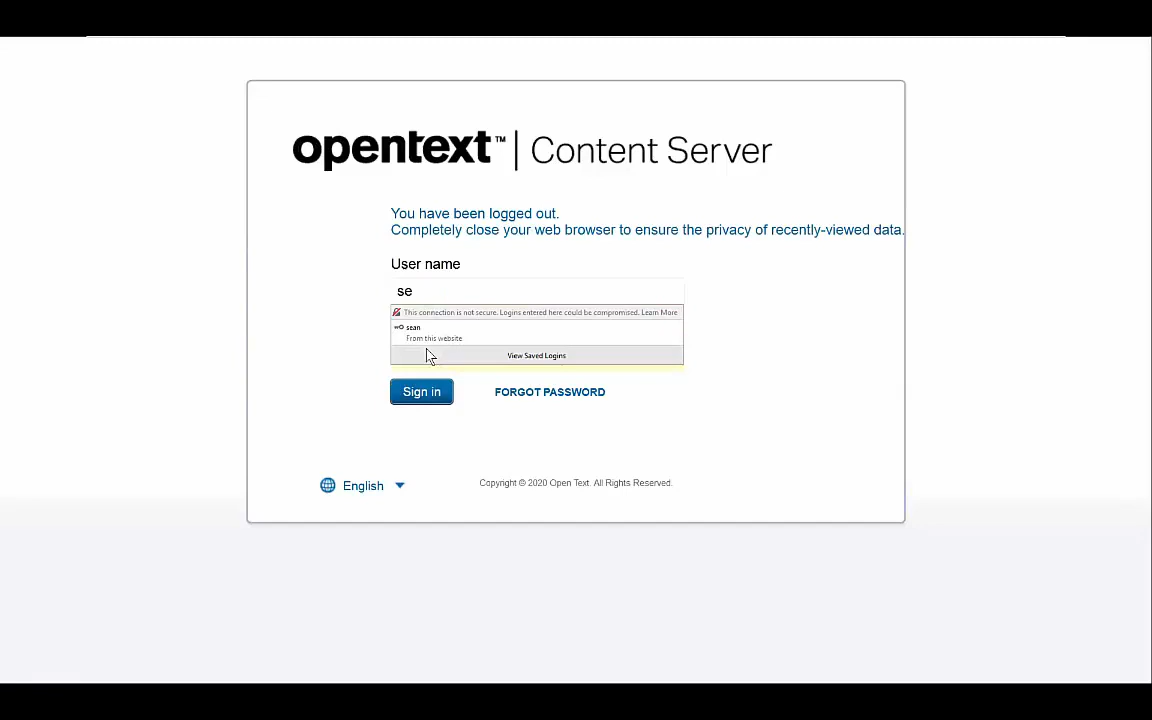 opentext™ | Content Server
You have been logged out.
Completely close your web browser to ensure the privacy of recently-viewed data.
User name
se
This connection is not secure. Logins entered here could be compromised. Learn More
sean
From this website
View Saved Logins
Sign in FORGOT PASSWORD
English Copyright © 2020 Open Text. All Rights Reserved.